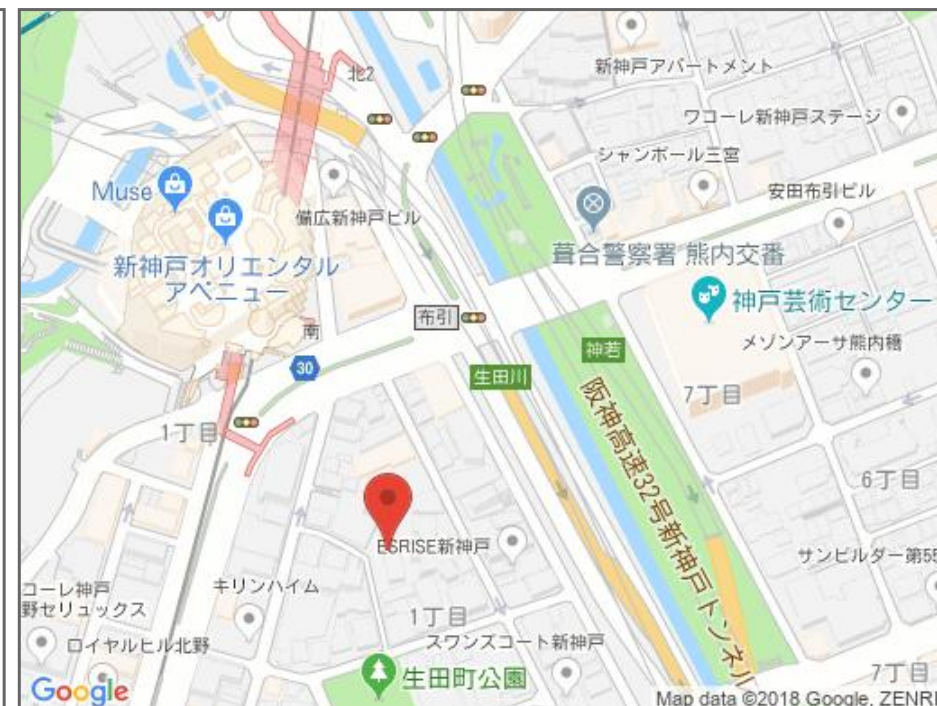 北2
新神戸アパートメント
ワコーレ新神戸ステージ
シャンボール三宮
Muse
備広新神戸ビル
安田布引ビル
葺合警察署 熊内交番
新神戸オリエンタル
アベニュー
神戸芸術センター
布引
南
30
神若
メゾンアーサ熊内橋
生田川
7丁目
1丁目
阪神高速32号新神戸トンネル
6丁目
ESRISE新神戸
サンビルダー第55
コーレ神戸
野セリュックス
キリンハイム
1丁目
スワンズコート新神戸
ロイヤルヒル北野
生田町公園
7丁目
Google
Map data ©2018 Google, ZENRI